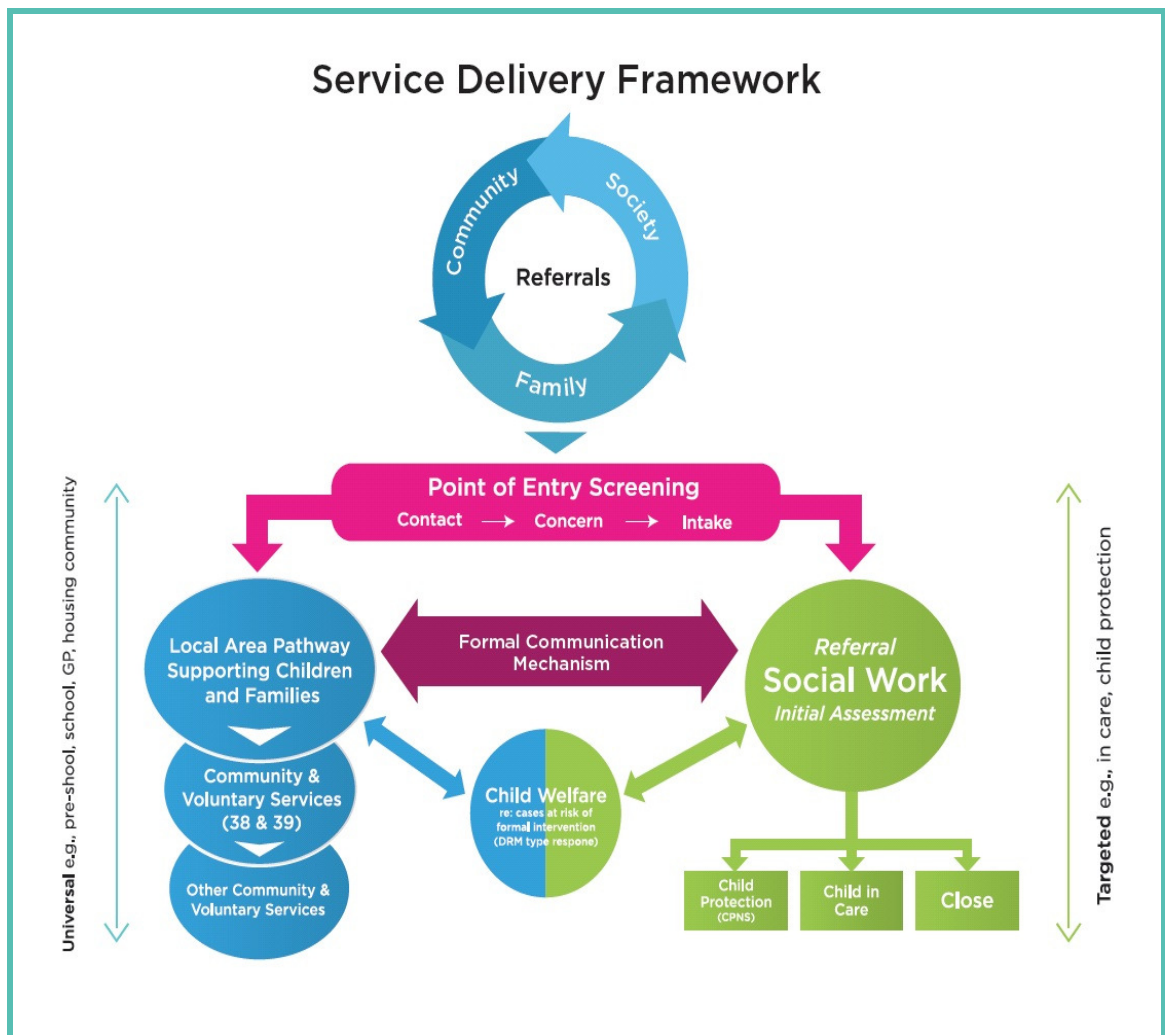 Service Delivery Framework
Community
Society
Referrals
Family
Point of Entry Screening
Contact → Concern → Intake
Universal e.g., pre-shool, school, GP, housing community
Local Area Pathway
Supporting Children
and Families
Formal Communication
Mechanism
Referral
Social Work
Initial Assessment
Community &
Voluntary Services
(38 & 39)
Child Welfare
re: cases at risk of
formal intervention
(DRM type respone)
Other Community &
Voluntary Services
Child
Protection
(CPNS)
Child in
Care
Close
Targeted e.g., in care, child protection